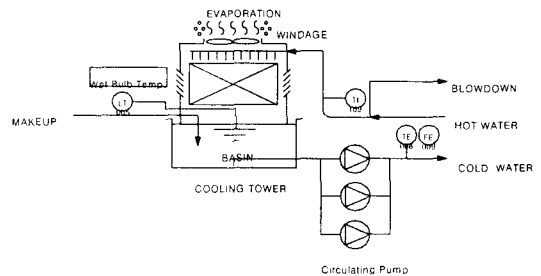 EVAPORATION
WINDAGE
Wet Bulb Temp
LT
TI
109
BLOWDOWN
MAKEUP
HOT WATER
TE
FE
BASIN
COLD WATER
COOLING TOWER
Circulating Pump